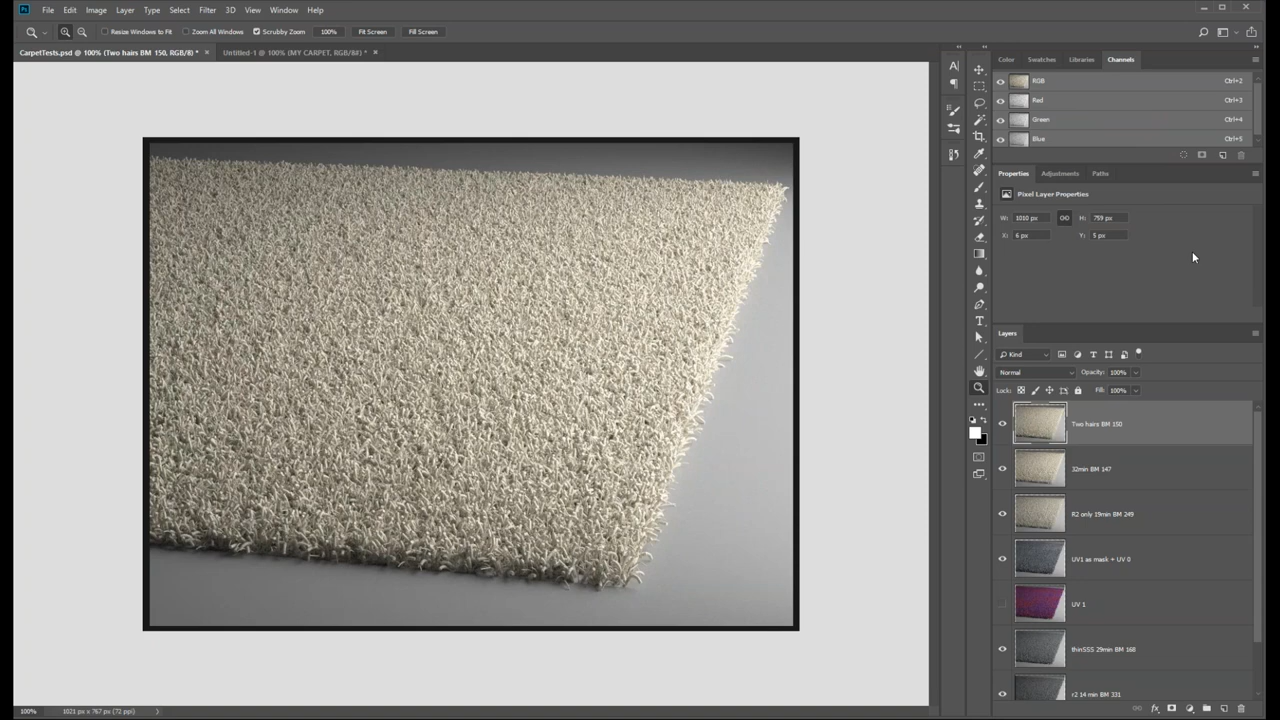 Ps File Edit Image Layer Type Select Filter 3D View Window Help
Resize Windows to Fit Zoom All Windows Scrubby Zoom 100% Fit Screen Fill Screen
CarpetTests.psd @ 100% (Two hairs BM 150, RGB/8) * × Untitled-1 @ 100% (MY CARPET, RGB/8#) * ×
Color Swatches Libraries Channels
RGB Ctrl+2
Red Ctrl+3
Green Ctrl+4
Blue Ctrl+5
Properties Adjustments Paths
Pixel Layer Properties
W: 1010 px H: 759 px
X: 6 px Y: 5 px
Layers
Kind
Normal Opacity: 100%
Lock: Fill: 100%
Two hairs BM 150
32min BM 147
R2 only 19min BM 249
UV1 as mask + UV 0
UV 1
thinSSS 29min BM 168
r2 14 min BM 331
100% 1021 px x 767 px (72 ppi)